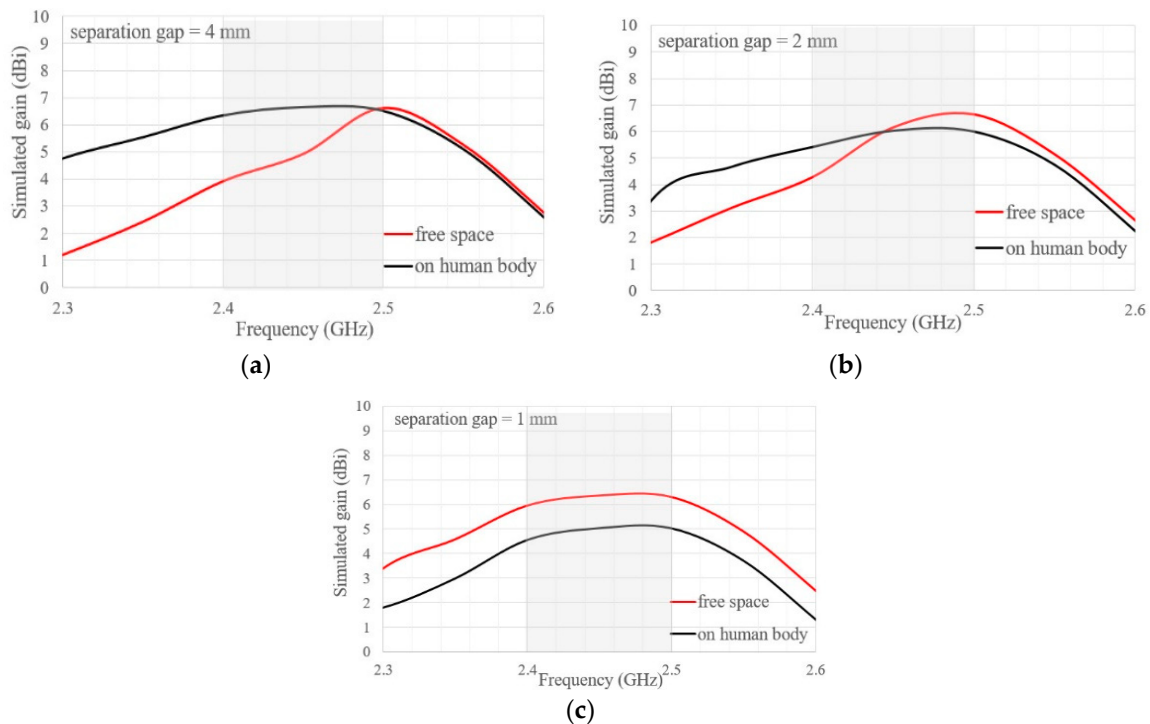 separation gap = 4 mm
Simulated gain (dBi)
10
9
8
7
6
5
4
3
2
1
0
free space
on human body
2.3
2.4
2.5
2.6
Frequency (GHz)
(a)
separation gap = 2 mm
Simulated gain (dBi)
10
9
8
7
6
5
4
3
2
1
0
free space
on human body
2.3
2.4
2.5
2.6
Frequency (GHz)
(b)
separation gap = 1 mm
Simulated gain (dBi)
10
9
8
7
6
5
4
3
2
1
0
free space
on human body
2.3
2.4
2.5
2.6
Frequency (GHz)
(c)